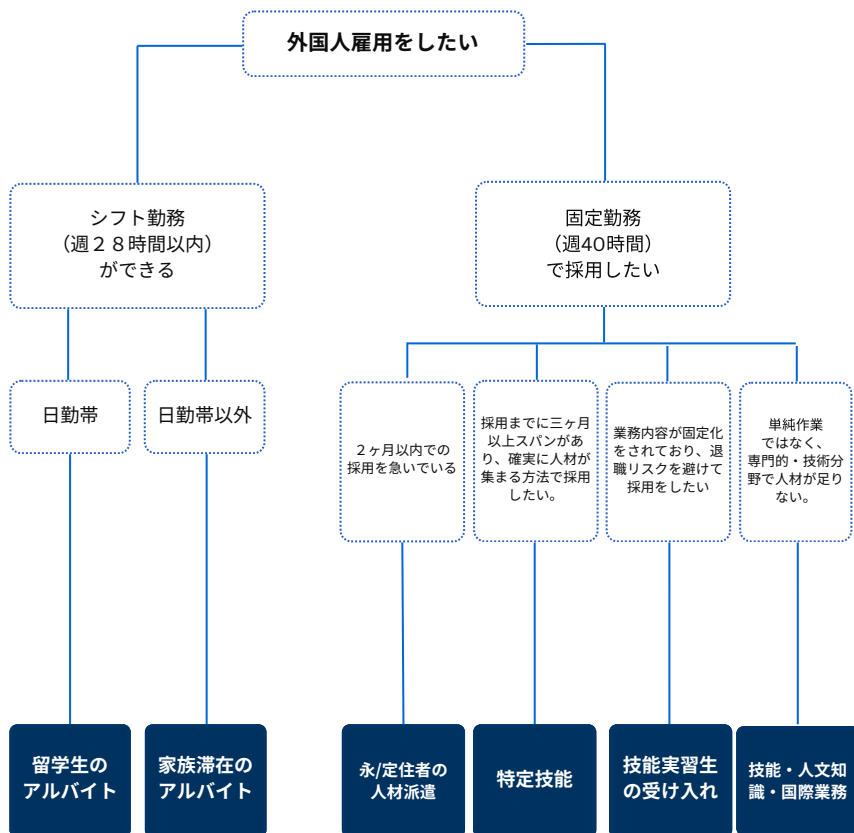 外国人雇用をしたい
シフト勤務
（週２８時間以内）
ができる
固定勤務
（週40時間）
で採用したい
日勤帯
日勤帯以外
２ヶ月以内での
採用を急いでいる
採用までに三ヶ月
以上スパンがあ
り、確実に人材が
集まる方法で採用
したい。
業務内容が固定化
をされており、退
職リスクを避けて
採用をしたい
単純作業
ではなく、
専門的・技術分
野で人材が足り
ない。
留学生の
アルバイト
家族滞在の
アルバイト
永/定住者の
人材派遣
特定技能
技能実習生
の受け入れ
技能・人文知
識・国際業務